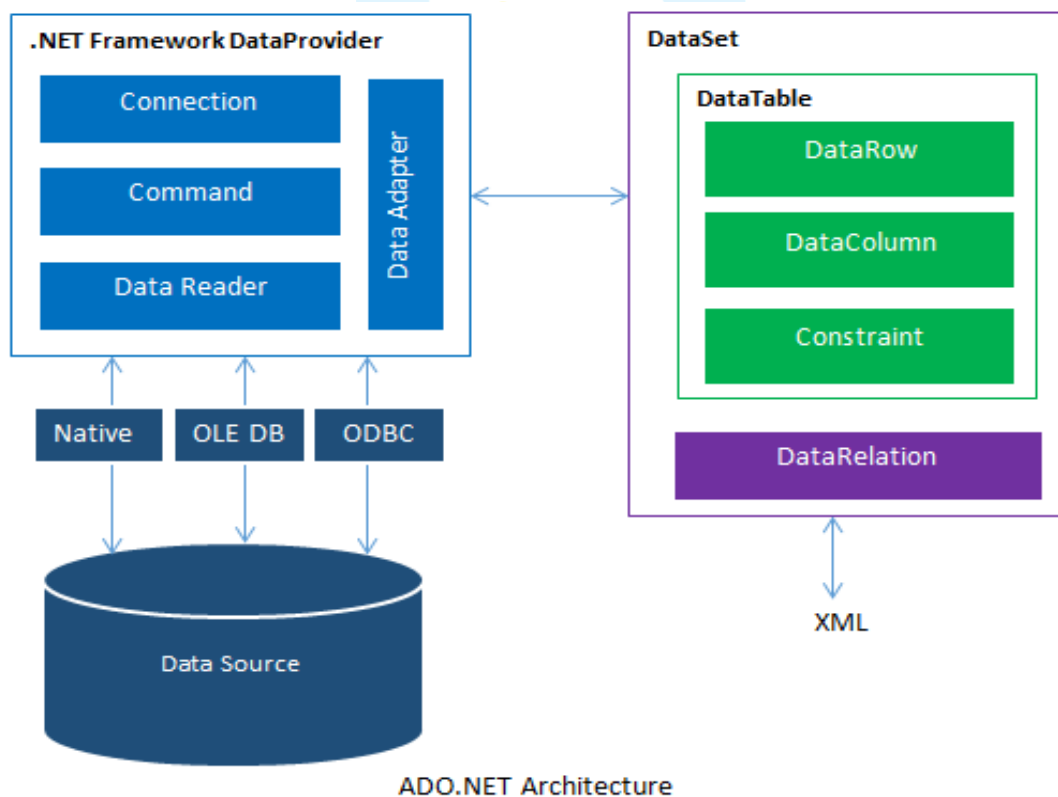 .NET Framework DataProvider
Connection
Command
Data Reader
Data Adapter
Native
OLE DB
ODBC
Data Source
DataSet
DataTable
DataRow
DataColumn
Constraint
DataRelation
XML
ADO.NET Architecture